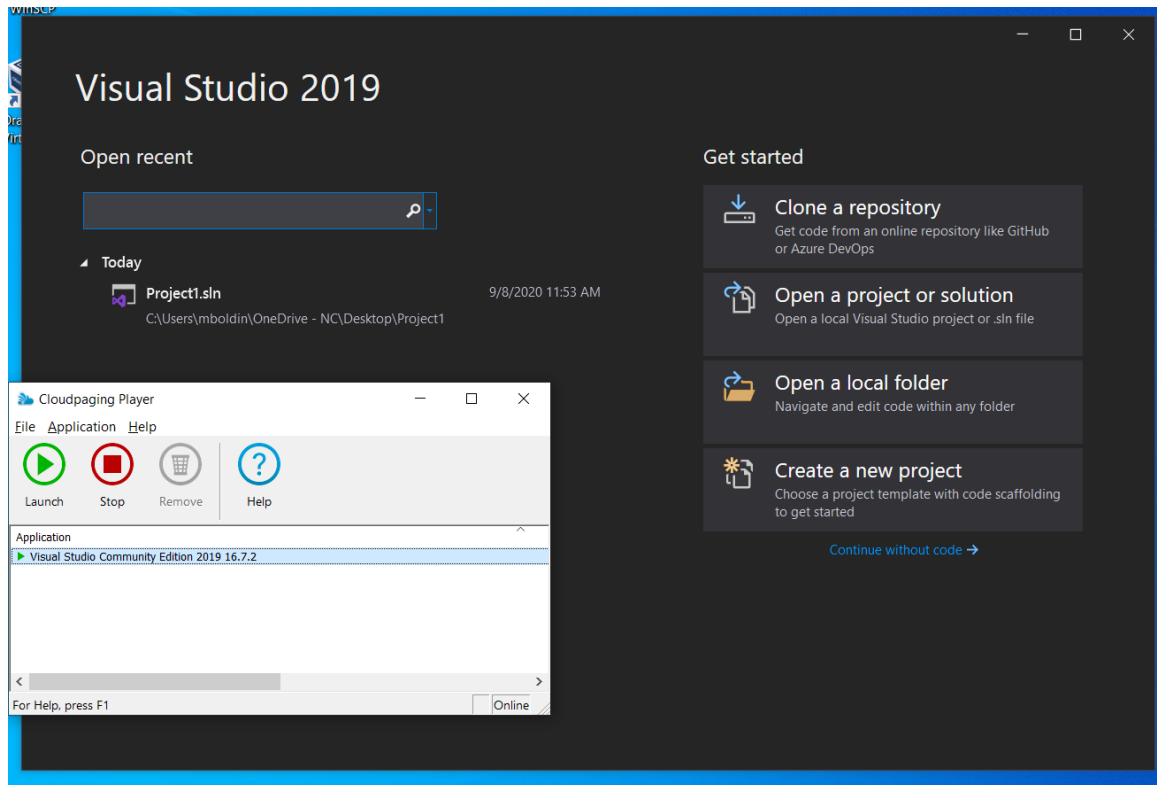 WinSCP
Visual Studio 2019
Open recent
Today
Project1.sln
9/8/2020 11:53 AM
C:\Users\mboldin\OneDrive - NC\Desktop\Project1
Get started
Clone a repository
Get code from an online repository like GitHub
or Azure DevOps
Open a project or solution
Open a local Visual Studio project or .sln file
Open a local folder
Navigate and edit code within any folder
Create a new project
Choose a project template with code scaffolding
to get started
Continue without code
Cloudpaging Player
File Application Help
Launch Stop Remove Help
Application
Visual Studio Community Edition 2019 16.7.2
For Help, press F1
Online